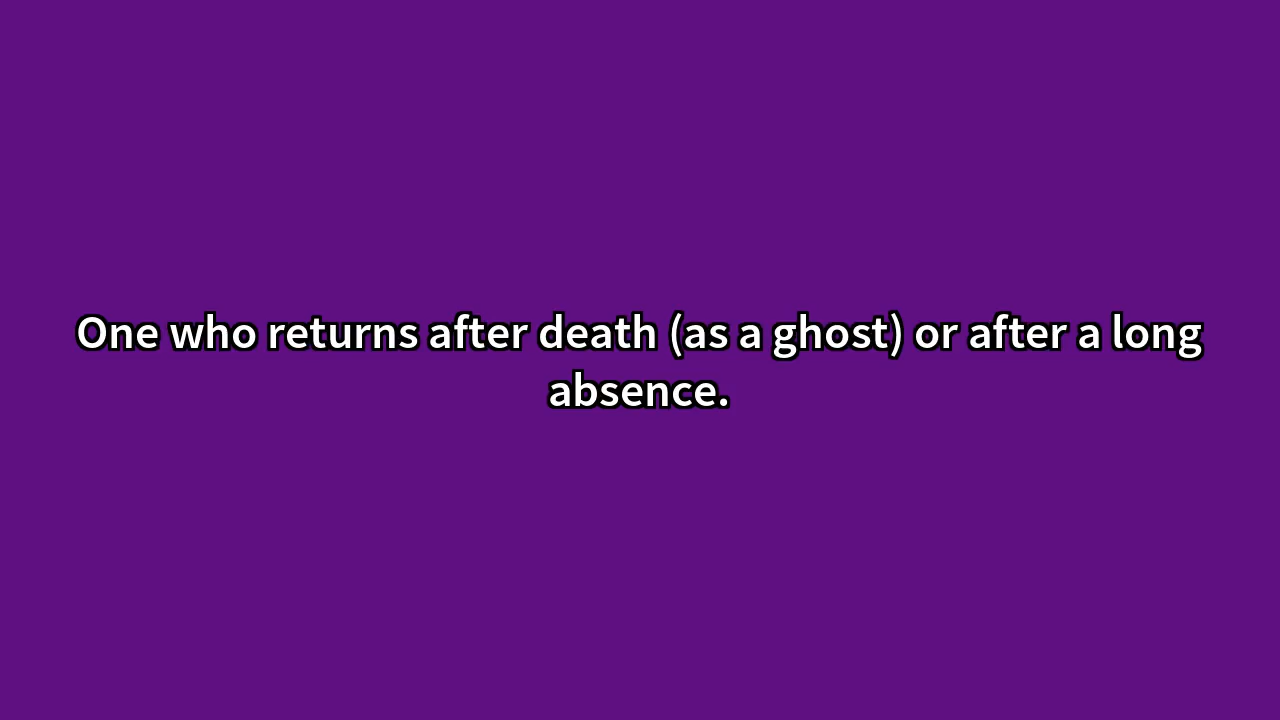 One who returns after death (as a ghost) or after a long
absence.